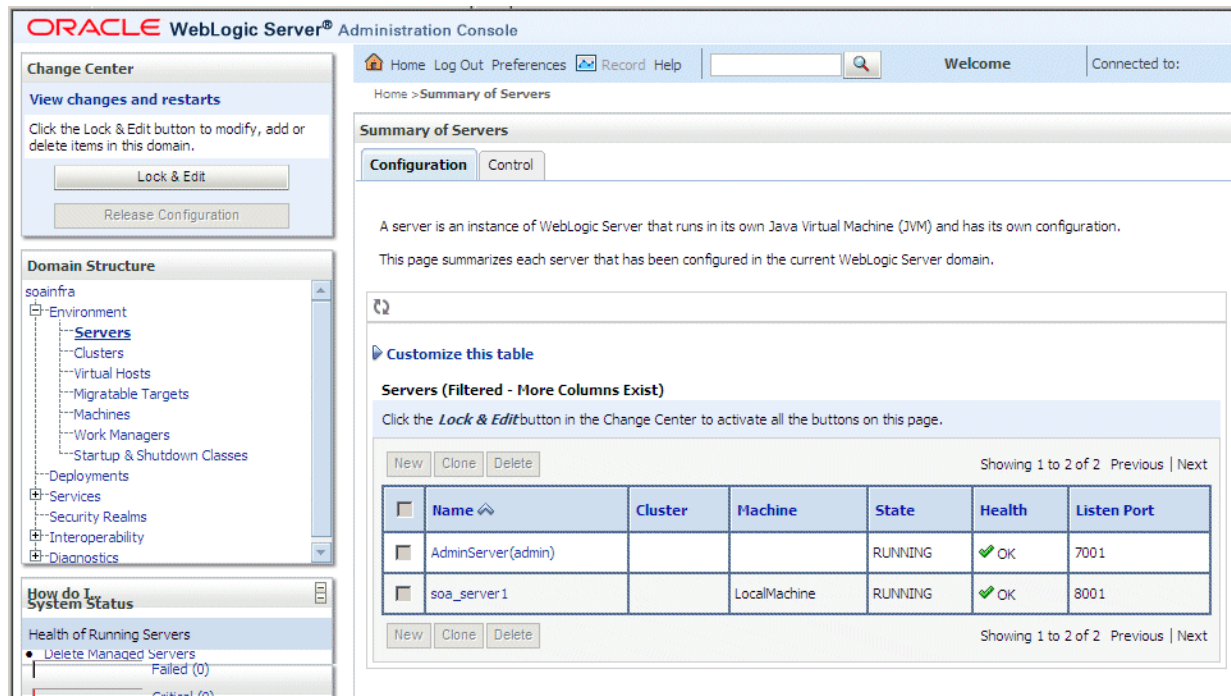 ORACLE WebLogic Server® Administration Console
Change Center
View changes and restarts
Click the Lock & Edit button to modify, add or
delete items in this domain.
Lock & Edit
Release Configuration
Domain Structure
soainfra
Environment
Servers
Clusters
Virtual Hosts
Migratable Targets
Machines
Work Managers
Startup & Shutdown Classes
Deployments
Services
Security Realms
Interoperability
Diagnostics
How do I...
System Status
Health of Running Servers
Delete Managed Servers
Failed (0)
Critical (0)
Home Log Out Preferences Record Help Welcome Connected to:
Home >Summary of Servers
Summary of Servers
Configuration Control
A server is an instance of WebLogic Server that runs in its own Java Virtual Machine (JVM) and has its own configuration.
This page summarizes each server that has been configured in the current WebLogic Server domain.
Customize this table
Servers (Filtered - More Columns Exist)
Click the Lock & Edit button in the Change Center to activate all the buttons on this page.
New Clone Delete Showing 1 to 2 of 2 Previous | Next
Name Cluster Machine State Health Listen Port
AdminServer(admin) RUNNING OK 7001
soa_server1 LocalMachine RUNNING OK 8001
New Clone Delete Showing 1 to 2 of 2 Previous | Next